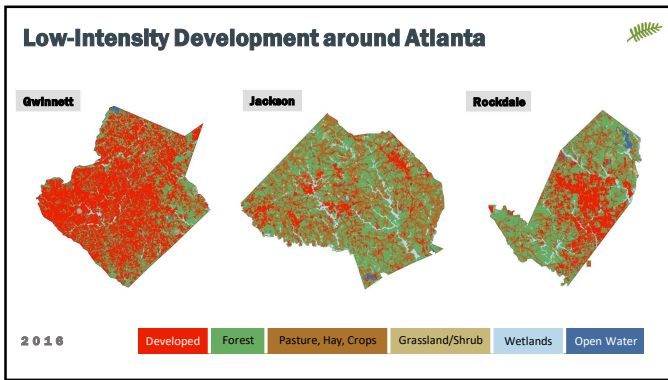 Low-Intensity Development around Atlanta
Gwinnett
Jackson
Rockdale
2016
Developed
Forest
Pasture, Hay, Crops
Grassland/Shrub
Wetlands
Open Water